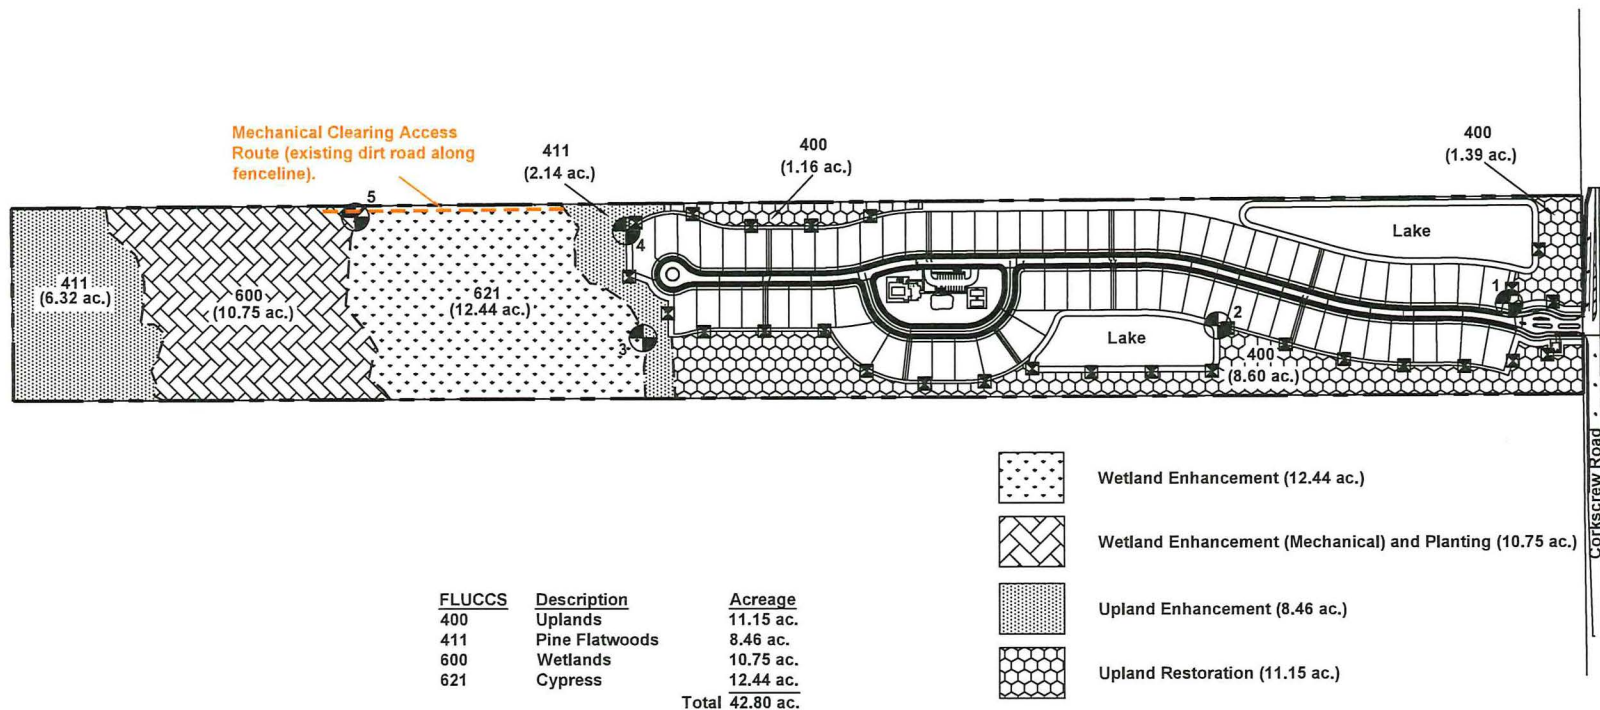 Mechanical Clearing Access
Route (existing dirt road along
fenceline).
411
(2.14 ac.)
400
(1.16 ac.)
400
(1.39 ac.)
5
4
Lake
411
(6.32 ac.)
600
(10.75 ac.)
621
(12.44 ac.)
1
2
3
Lake
400
(8.60 ac.)
Corkscrew Road
Wetland Enhancement (12.44 ac.)
Wetland Enhancement (Mechanical) and Planting (10.75 ac.)
Upland Enhancement (8.46 ac.)
Upland Restoration (11.15 ac.)
FLUCCS Description Acreage
400 Uplands 11.15 ac.
411 Pine Flatwoods 8.46 ac.
600 Wetlands 10.75 ac.
621 Cypress 12.44 ac.
Total 42.80 ac.